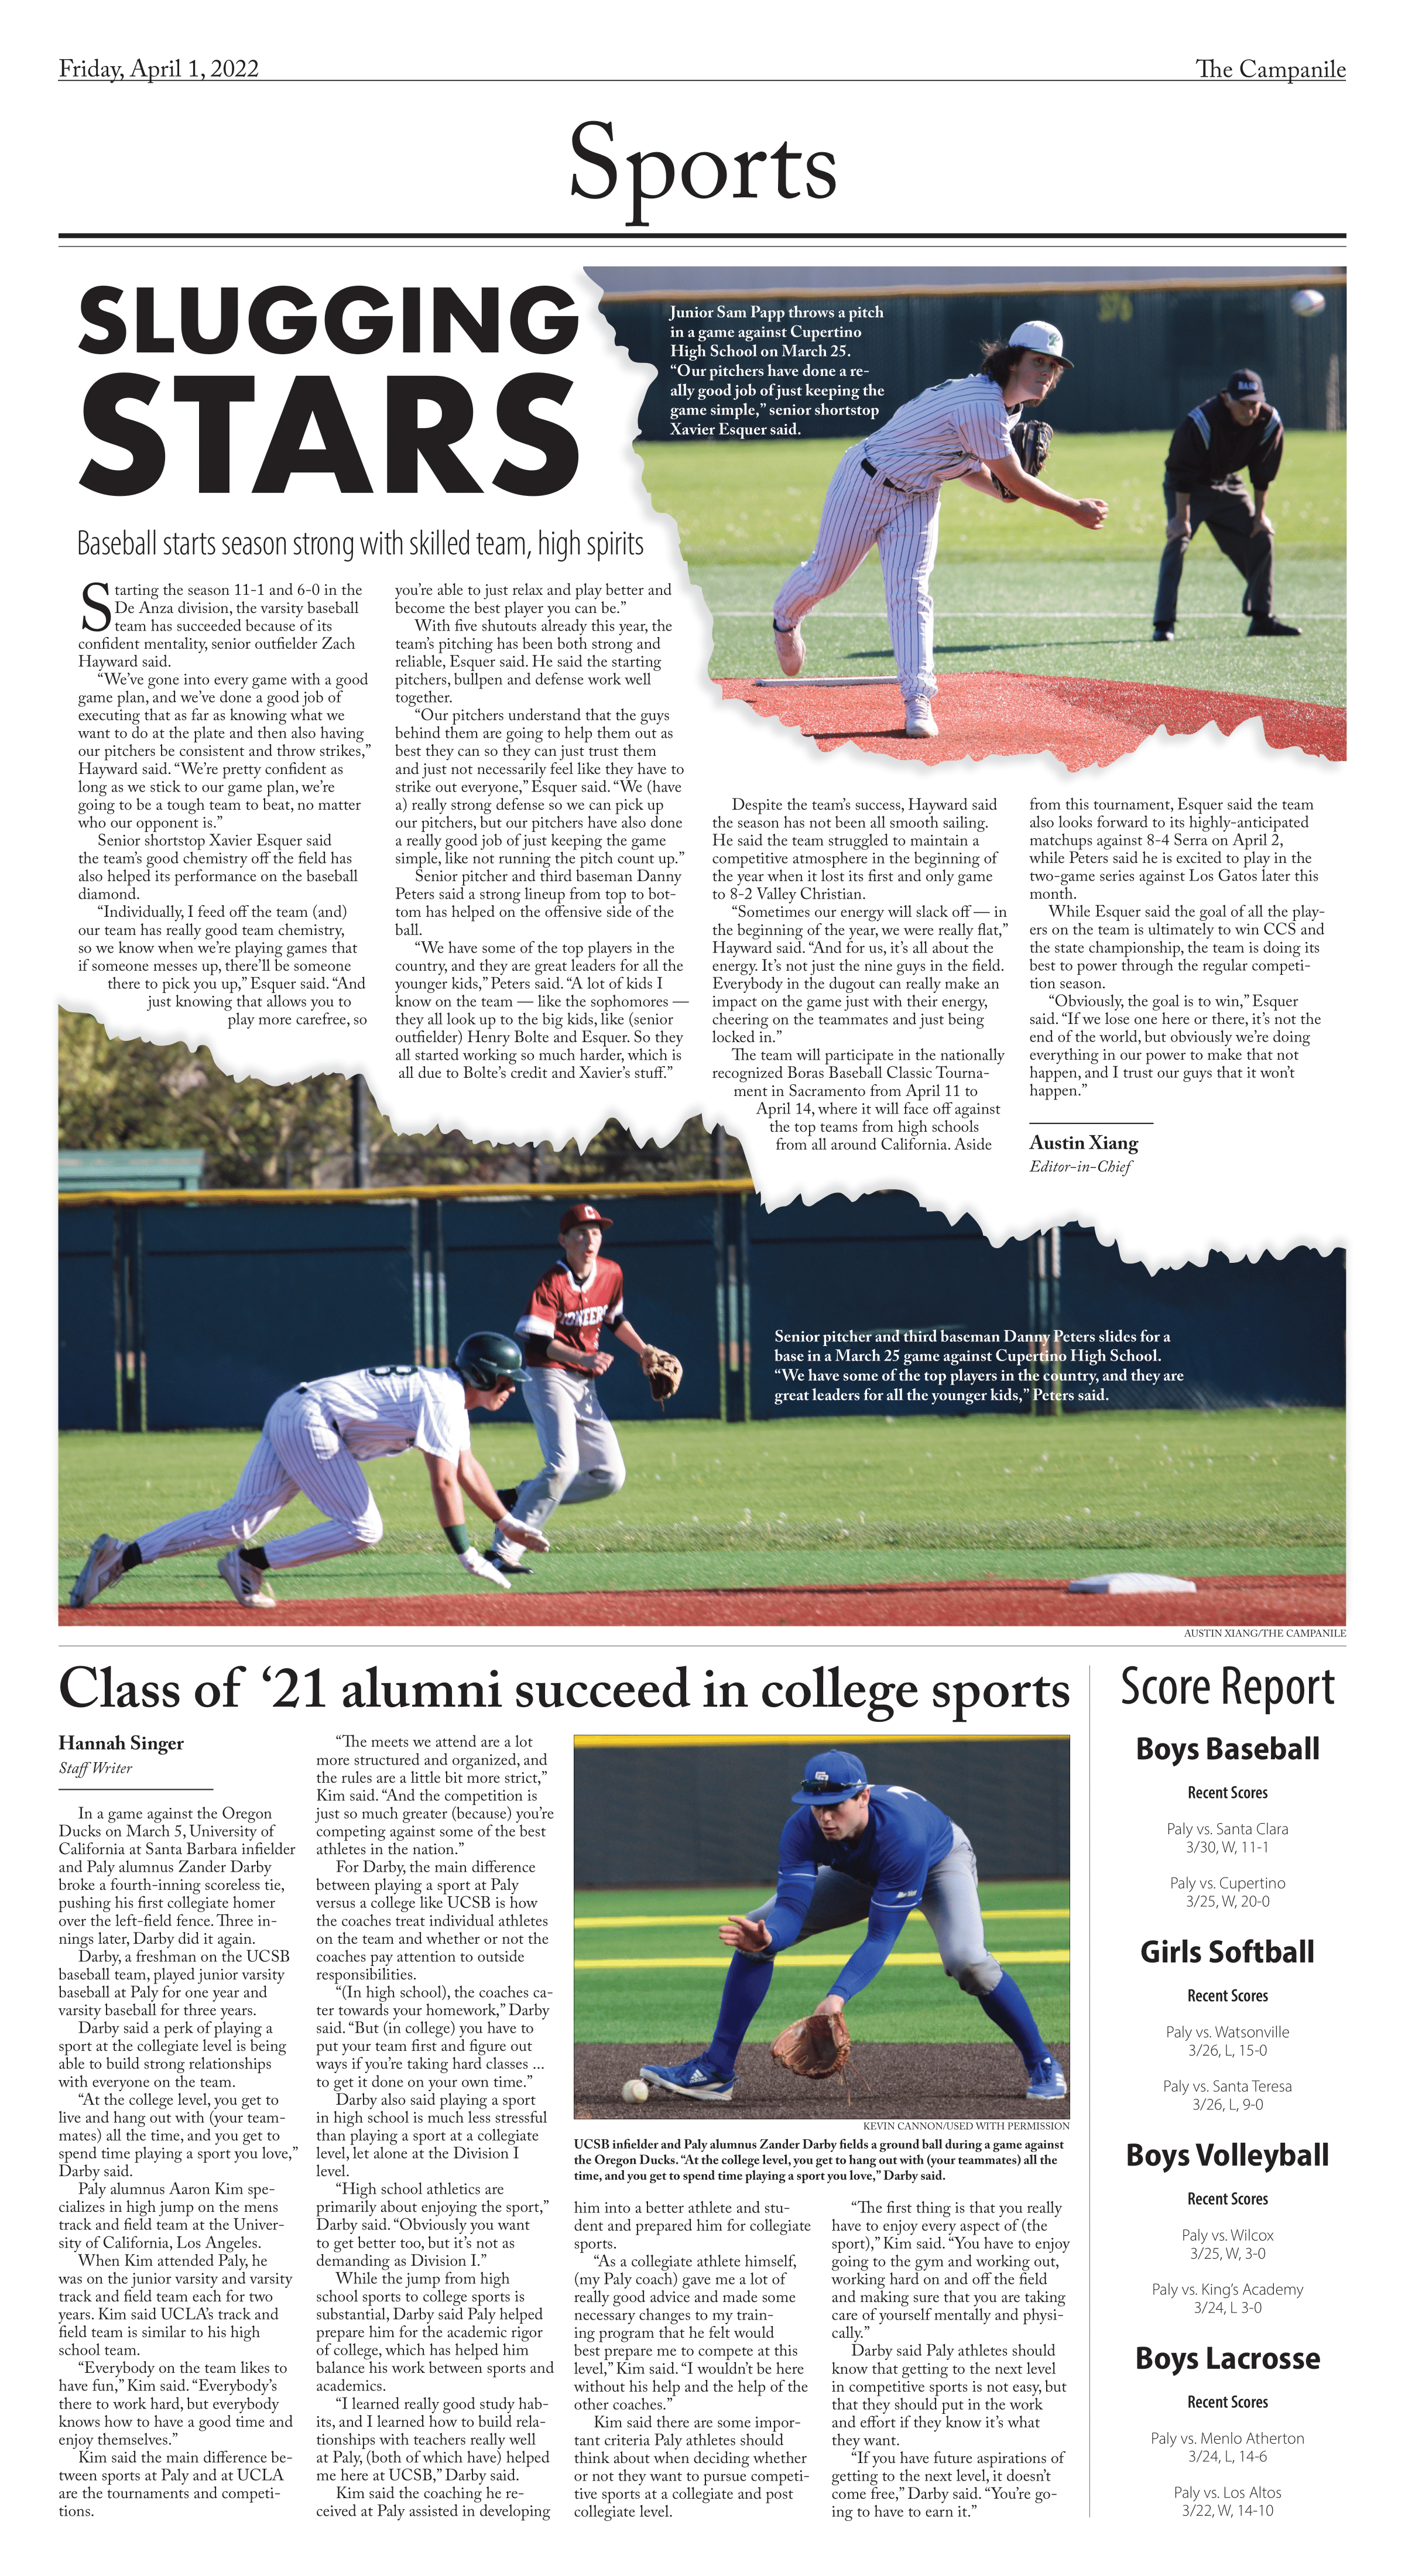 Friday, April 1, 2022
The Campanile
Sports
SLUGGING
STARS
Baseball starts season strong with skilled team, high spirits
Junior Sam Papp throws a pitch
in a game against Cupertino
High School on March 25.
“Our pitchers have done a re-
ally good job of just keeping the
game simple,” senior shortstop
Xavier Esquer said.
BASO
Starting the season 11-1 and 6-0 in the
De Anza division, the varsity baseball
team has succeeded because of its
confident mentality, senior outfielder Zach
Hayward said.
“We’ve gone into every game with a good
game plan, and we’ve done a good job of
executing that as far as knowing what we
want to do at the plate and then also having
our pitchers be consistent and throw strikes,”
Hayward said. “We’re pretty confident as
long as we stick to our game plan, we’re
going to be a tough team to beat, no matter
who our opponent is.”
Senior shortstop Xavier Esquer said
the team’s good chemistry off the field has
also helped its performance on the baseball
diamond.
“Individually, I feed off the team (and)
our team has really good team chemistry,
so we know when we’re playing games that
if someone messes up, there’ll be someone
there to pick you up,” Esquer said. “And
just knowing that allows you to
play more carefree, so
you’re able to just relax and play better and
become the best player you can be.”
With five shutouts already this year, the
team’s pitching has been both strong and
reliable, Esquer said. He said the starting
pitchers, bullpen and defense work well
together.
“Our pitchers understand that the guys
behind them are going to help them out as
best they can so they can just trust them
and just not necessarily feel like they have to
strike out everyone,” Esquer said. “We (have
a) really strong defense so we can pick up
our pitchers, but our pitchers have also done
a really good job of just keeping the game
simple, like not running the pitch count up.”
Senior pitcher and third baseman Danny
Peters said a strong lineup from top to bot-
tom has helped on the offensive side of the
ball.
“We have some of the top players in the
country, and they are great leaders for all the
younger kids,” Peters said. “A lot of kids I
know on the team — like the sophomores —
they all look up to the big kids, like (senior
outfielder) Henry Bolte and Esquer. So they
all started working so much harder, which is
all due to Bolte’s credit and Xavier’s stuff.”
Despite the team’s success, Hayward said
the season has not been all smooth sailing.
He said the team struggled to maintain a
competitive atmosphere in the beginning of
the year when it lost its first and only game
to 8-2 Valley Christian.
“Sometimes our energy will slack off — in
the beginning of the year, we were really flat,”
Hayward said. “And for us, it’s all about the
energy. It’s not just the nine guys in the field.
Everybody in the dugout can really make an
impact on the game just with their energy,
cheering on the teammates and just being
locked in.”
The team will participate in the nationally
recognized Boras Baseball Classic Tourna-
ment in Sacramento from April 11 to
April 14, where it will face off against
the top teams from high schools
from all around California. Aside
from this tournament, Esquer said the team
also looks forward to its highly-anticipated
matchups against 8-4 Serra on April 2,
while Peters said he is excited to play in the
two-game series against Los Gatos later this
month.
While Esquer said the goal of all the play-
ers on the team is ultimately to win CCS and
the state championship, the team is doing its
best to power through the regular competi-
tion season.
“Obviously, the goal is to win,” Esquer
said. “If we lose one here or there, it’s not the
end of the world, but obviously we’re doing
everything in our power to make that not
happen, and I trust our guys that it won’t
happen.”
Austin Xiang
Editor-in-Chief
C
PIONEERS
8
Senior pitcher and third baseman Danny Peters slides for a
base in a March 25 game against Cupertino High School.
“We have some of the top players in the country, and they are
great leaders for all the younger kids,” Peters said.
AUSTIN XIANG/THE CAMPANILE
Class of ‘21 alumni succeed in college sports
Hannah Singer
Staff Writer
In a game against the Oregon
Ducks on March 5, University of
California at Santa Barbara infielder
and Paly alumnus Zander Darby
broke a fourth-inning scoreless tie,
pushing his first collegiate homer
over the left-field fence. Three in-
nings later, Darby did it again.
Darby, a freshman on the UCSB
baseball team, played junior varsity
baseball at Paly for one year and
varsity baseball for three years.
Darby said a perk of playing a
sport at the collegiate level is being
able to build strong relationships
with everyone on the team.
“At the college level, you get to
live and hang out with (your team-
mates) all the time, and you get to
spend time playing a sport you love,”
Darby said.
Paly alumnus Aaron Kim spe-
cializes in high jump on the mens
track and field team at the Univer-
sity of California, Los Angeles.
When Kim attended Paly, he
was on the junior varsity and varsity
track and field team each for two
years. Kim said UCLA’s track and
field team is similar to his high
school team.
“Everybody on the team likes to
have fun,” Kim said. “Everybody’s
there to work hard, but everybody
knows how to have a good time and
enjoy themselves.”
Kim said the main difference be-
tween sports at Paly and at UCLA
are the tournaments and competi-
tions.
“The meets we attend are a lot
more structured and organized, and
the rules are a little bit more strict,”
Kim said. “And the competition is
just so much greater (because) you’re
competing against some of the best
athletes in the nation.”
For Darby, the main difference
between playing a sport at Paly
versus a college like UCSB is how
the coaches treat individual athletes
on the team and whether or not the
coaches pay attention to outside
responsibilities.
“(In high school), the coaches ca-
ter towards your homework,” Darby
said. “But (in college) you have to
put your team first and figure out
ways if you’re taking hard classes ...
to get it done on your own time.”
Darby also said playing a sport
in high school is much less stressful
than playing a sport at a collegiate
level, let alone at the Division I
level.
“High school athletics are
primarily about enjoying the sport,”
Darby said. “Obviously you want
to get better too, but it’s not as
demanding as Division I.”
While the jump from high
school sports to college sports is
substantial, Darby said Paly helped
prepare him for the academic rigor
of college, which has helped him
balance his work between sports and
academics.
“I learned really good study hab-
its, and I learned how to build rela-
tionships with teachers really well
at Paly, (both of which have) helped
me here at UCSB,” Darby said.
Kim said the coaching he re-
ceived at Paly assisted in developing
KEVIN CANNON/USED WITH PERMISSION
UCSB infielder and Paly alumnus Zander Darby fields a ground ball during a game against
the Oregon Ducks. “At the college level, you get to hang out with (your teammates) all the
time, and you get to spend time playing a sport you love,” Darby said.
him into a better athlete and stu-
dent and prepared him for collegiate
sports.
“As a collegiate athlete himself,
(my Paly coach) gave me a lot of
really good advice and made some
necessary changes to my train-
ing program that he felt would
best prepare me to compete at this
level,” Kim said. “I wouldn’t be here
without his help and the help of the
other coaches.”
Kim said there are some impor-
tant criteria Paly athletes should
think about when deciding whether
or not they want to pursue competi-
tive sports at a collegiate and post
collegiate level.
“The first thing is that you really
have to enjoy every aspect of (the
sport),” Kim said. “You have to enjoy
going to the gym and working out,
working hard on and off the field
and making sure that you are taking
care of yourself mentally and physi-
cally.”
Darby said Paly athletes should
know that getting to the next level
in competitive sports is not easy, but
that they should put in the work
and effort if they know it’s what
they want.
“If you have future aspirations of
getting to the next level, it doesn’t
come free,” Darby said. “You’re go-
ing to have to earn it.”
Score Report
Boys Baseball
Recent Scores
Paly vs. Santa Clara
3/30, W, 11-1
Paly vs. Cupertino
3/25, W, 20-0
Girls Softball
Recent Scores
Paly vs. Watsonville
3/26, L, 15-0
Paly vs. Santa Teresa
3/26, L, 9-0
Boys Volleyball
Recent Scores
Paly vs. Wilcox
3/25, W, 3-0
Paly vs. King’s Academy
3/24, L 3-0
Boys Lacrosse
Recent Scores
Paly vs. Menlo Atherton
3/24, L, 14-6
Paly vs. Los Altos
3/22, W, 14-10